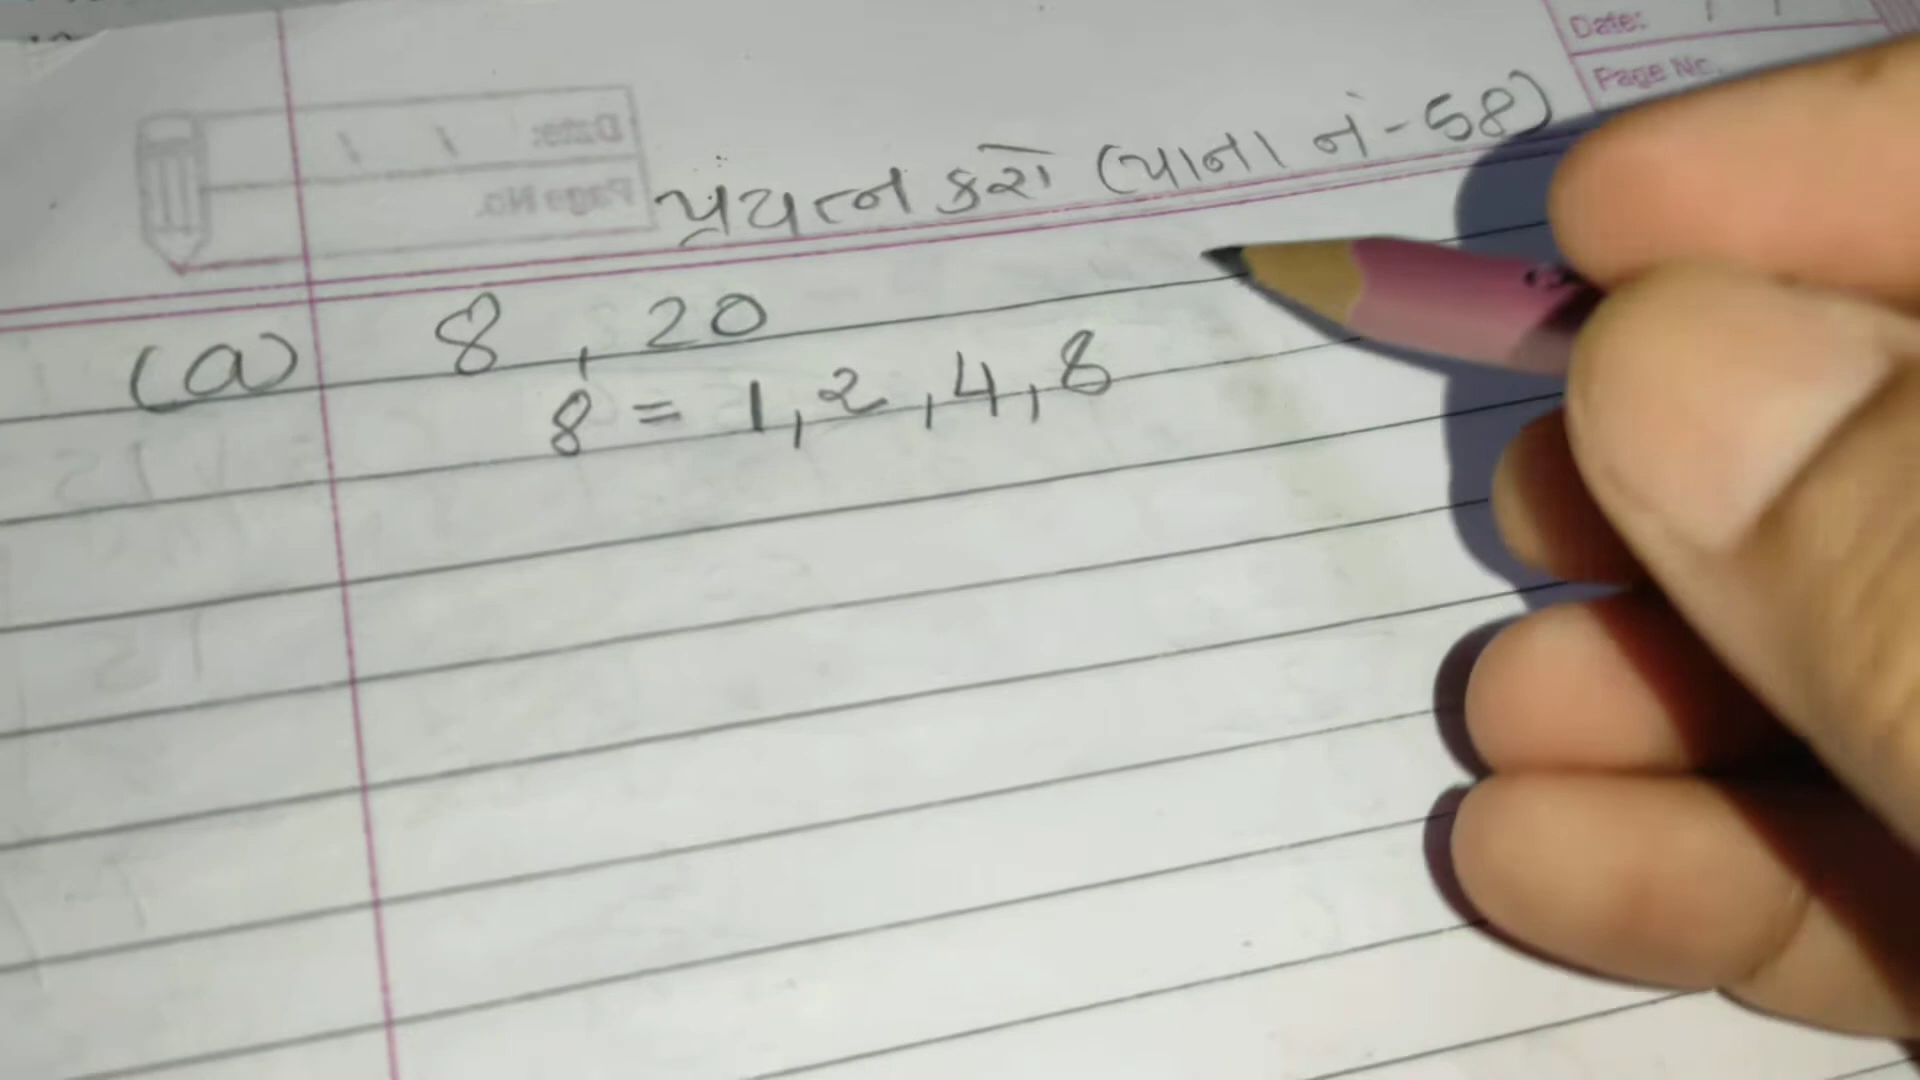 Date:
Page No.
પ્રયત્ન કરો (પાના નં - 58)
(a) 8 , 20
8 = 1, 2 , 4 , 8